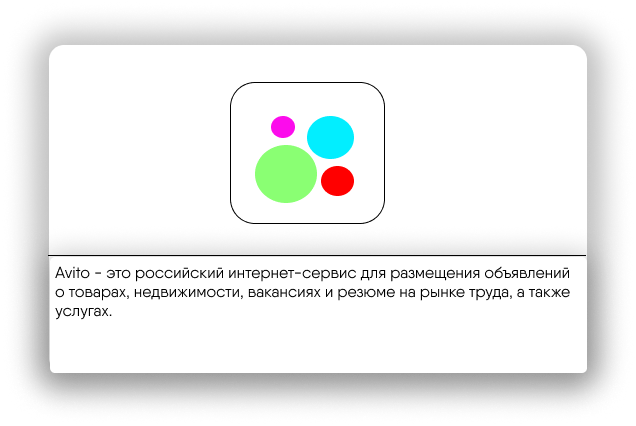 Avito - это российский интернет-сервис для размещения объявлений
о товарах, недвижимости, вакансиях и резюме на рынке труда, а также
услугах.